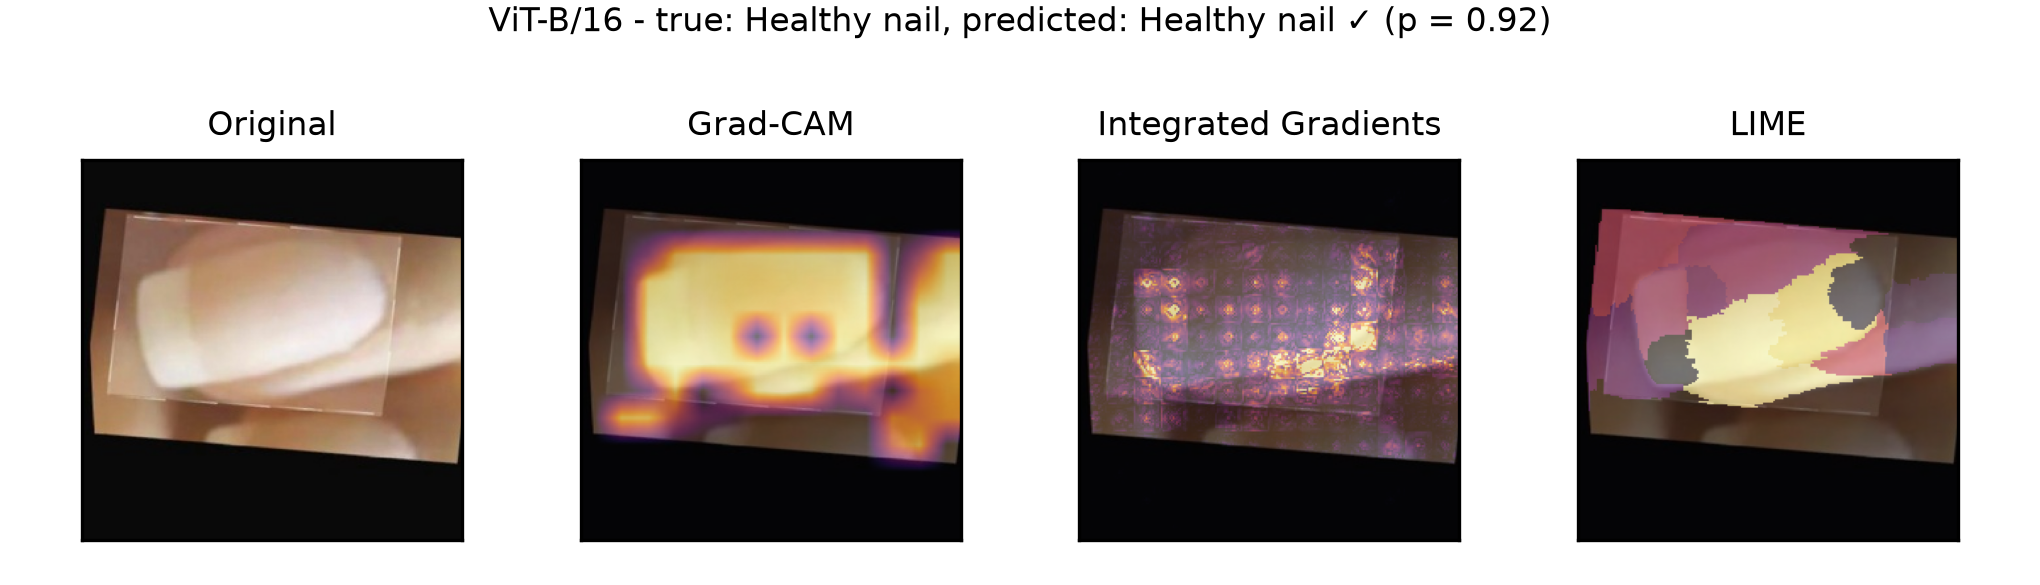 ViT-B/16 - true: Healthy nail, predicted: Healthy nail ✓ (p = 0.92)
Original
Grad-CAM
Integrated Gradients
LIME